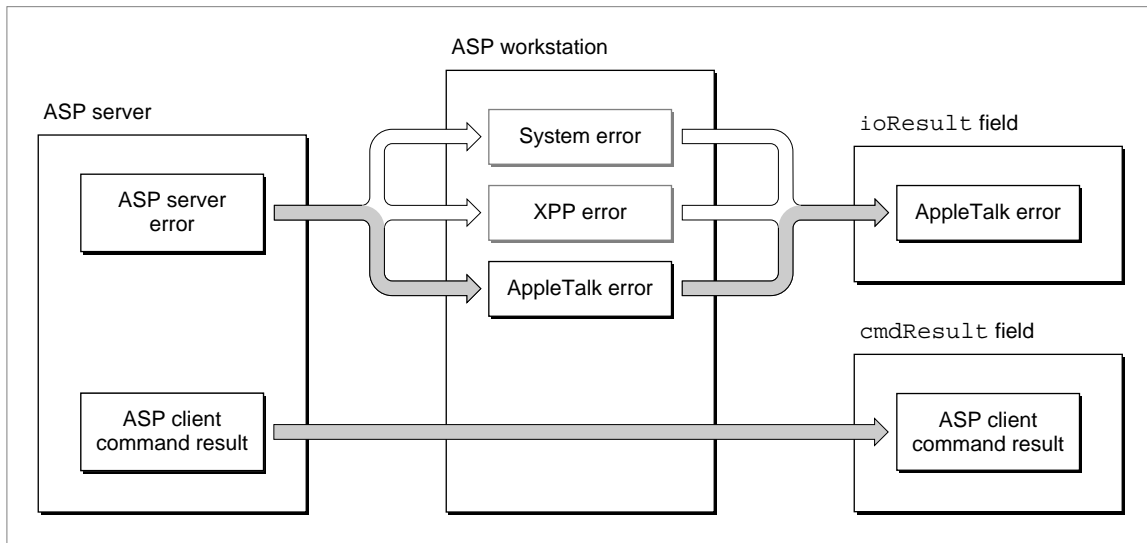 ASP workstation
ASP server
System error
ioResult field
ASP server
error
XPP error
AppleTalk error
AppleTalk error
cmdResult field
ASP client
command result
ASP client
command result